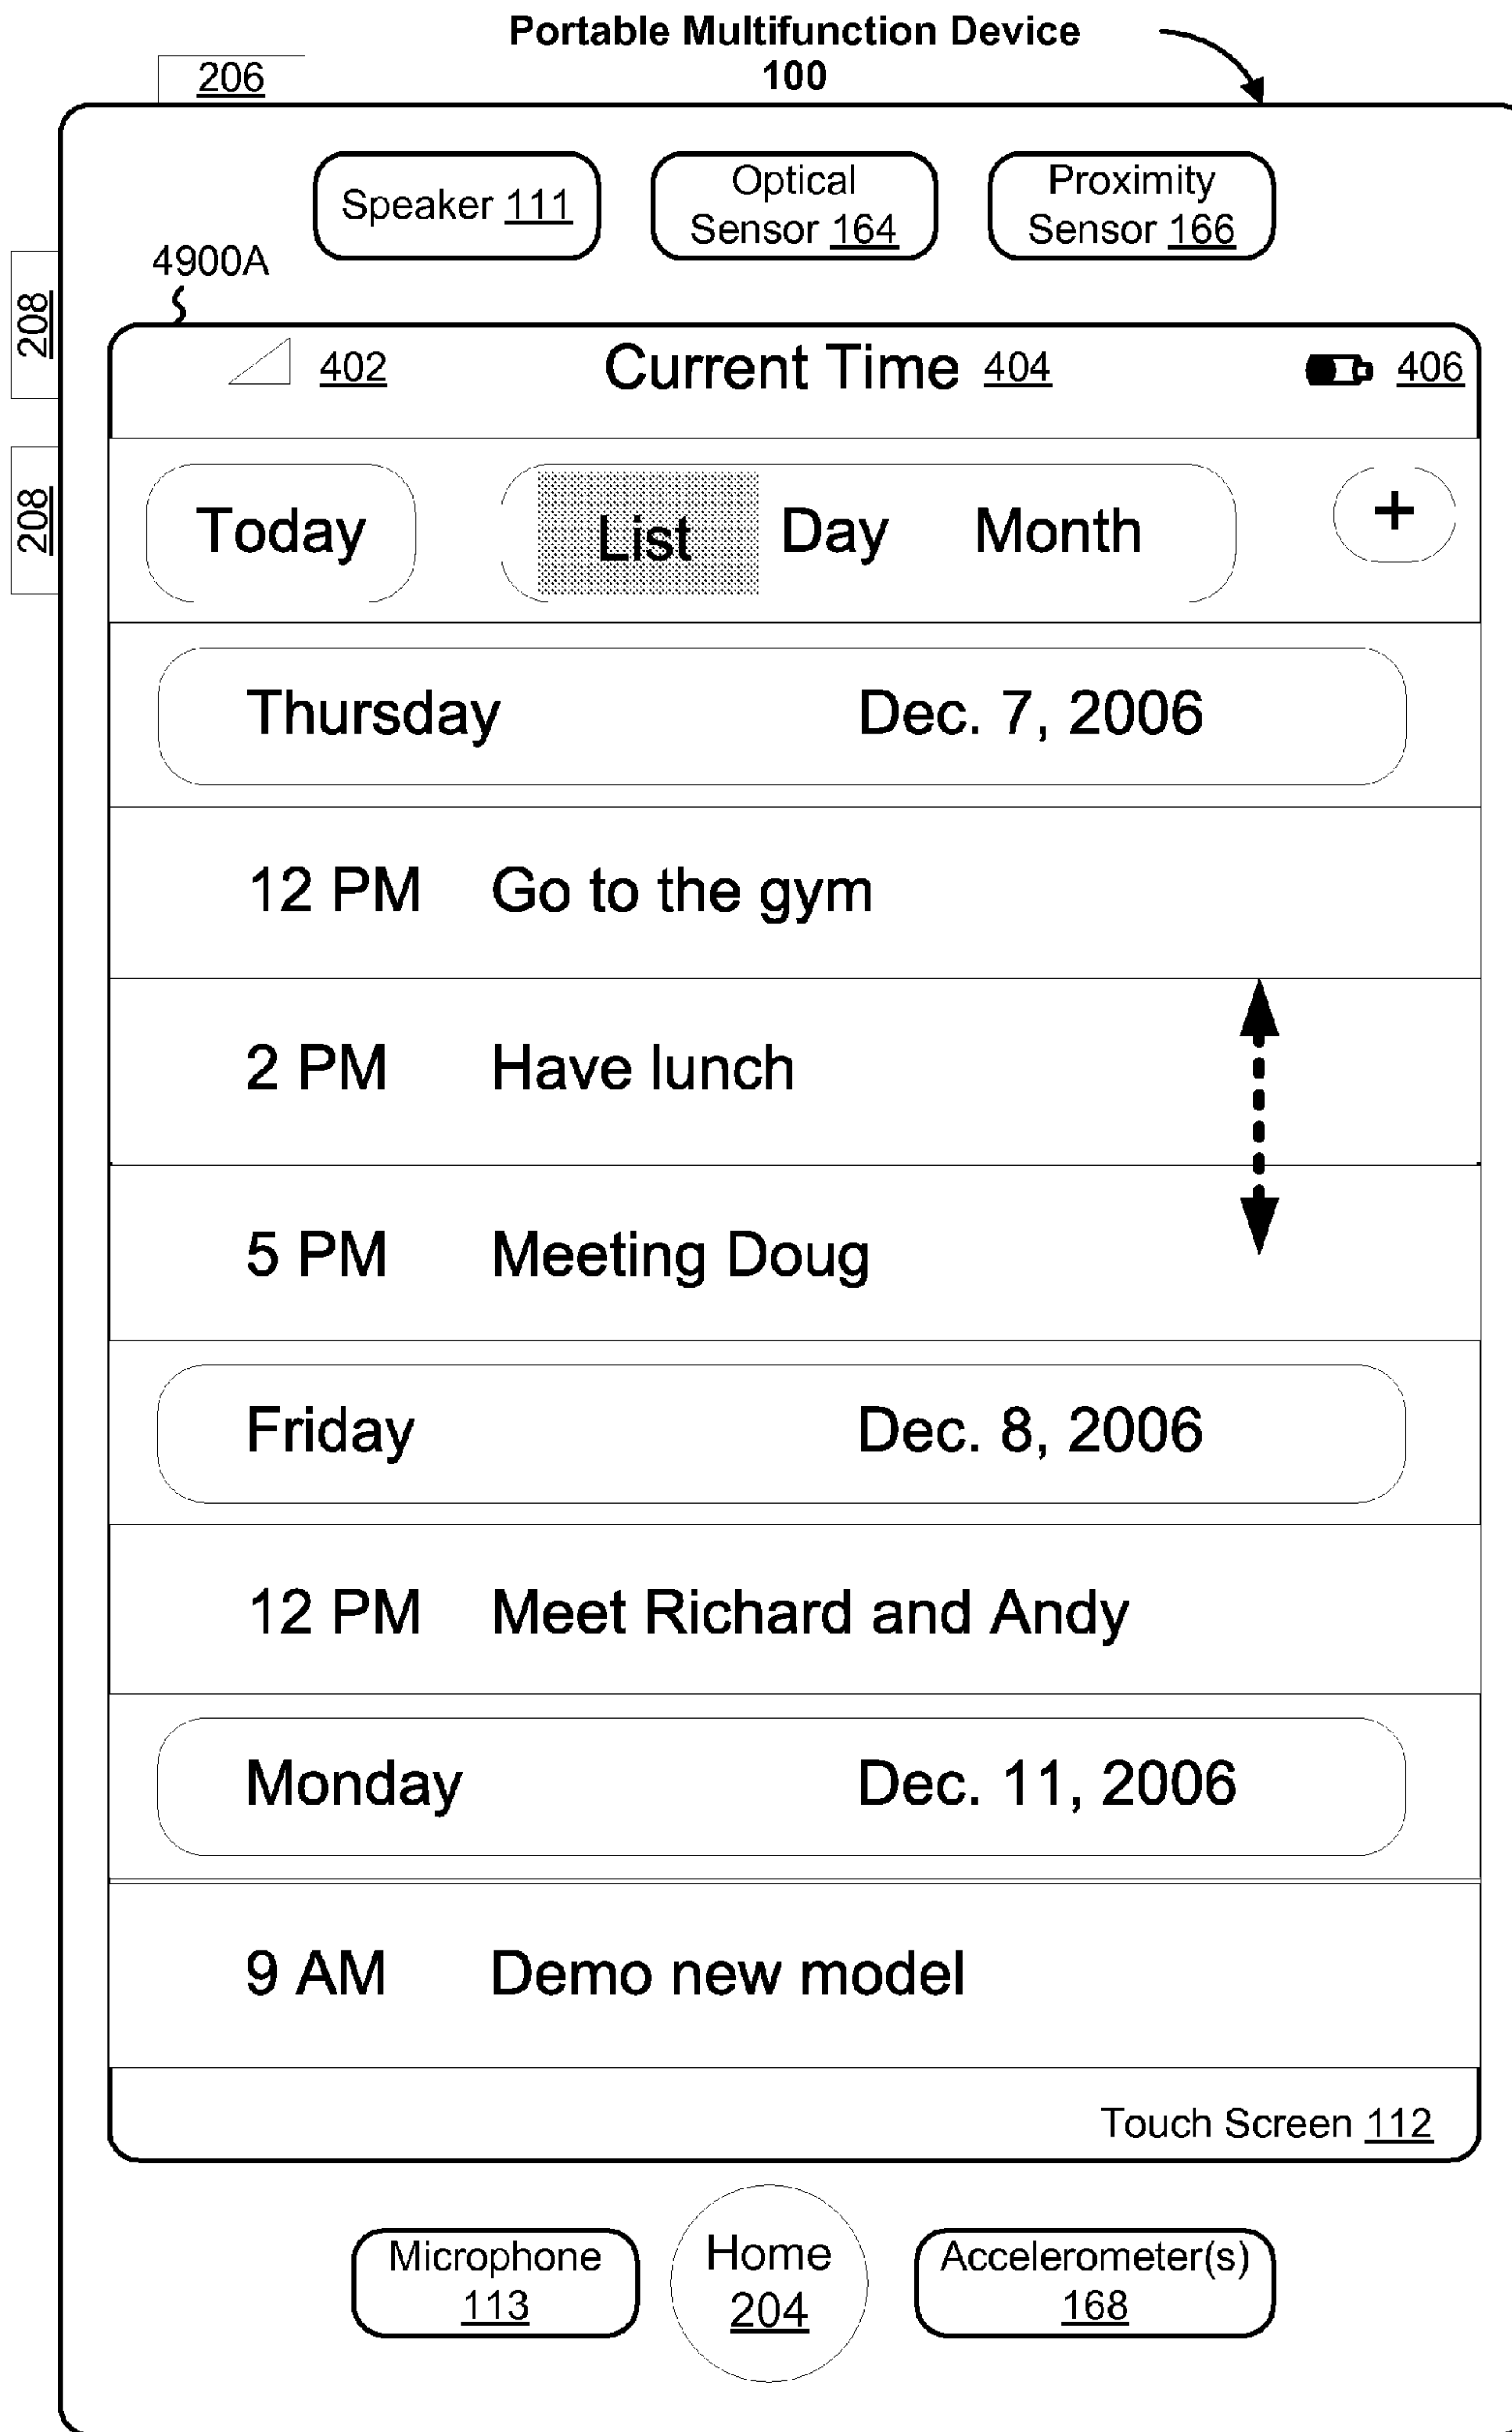 Portable Multifunction Device
100
206
Speaker 111
Optical
Sensor 164
Proximity
Sensor 166
4900A
208
208
402
Current Time 404
406
Today
List
Day
Month
+
Thursday Dec. 7, 2006
12 PM Go to the gym
2 PM Have lunch
5 PM Meeting Doug
Friday Dec. 8, 2006
12 PM Meet Richard and Andy
Monday Dec. 11, 2006
9 AM Demo new model
Touch Screen 112
Microphone
113
Home
204
Accelerometer(s)
168